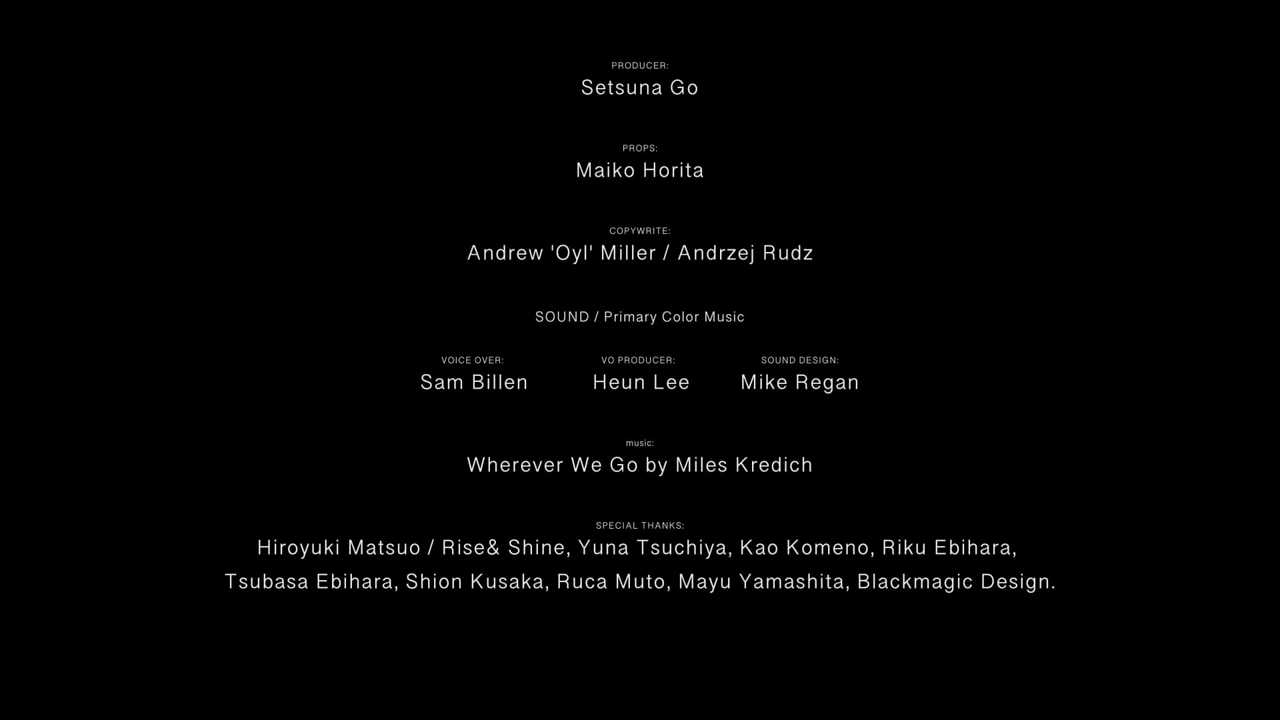 PRODUCER:
Setsuna Go
PROPS:
Maiko Horita
COPYWRITE:
Andrew 'Oyl' Miller / Andrzej Rudz
SOUND / Primary Color Music
VOICE OVER: VO PRODUCER: SOUND DESIGN:
Sam Billen Heun Lee Mike Regan
music:
Wherever We Go by Miles Kredich
SPECIAL THANKS:
Hiroyuki Matsuo / Rise& Shine, Yuna Tsuchiya, Kao Komeno, Riku Ebihara,
Tsubasa Ebihara, Shion Kusaka, Ruca Muto, Mayu Yamashita, Blackmagic Design.